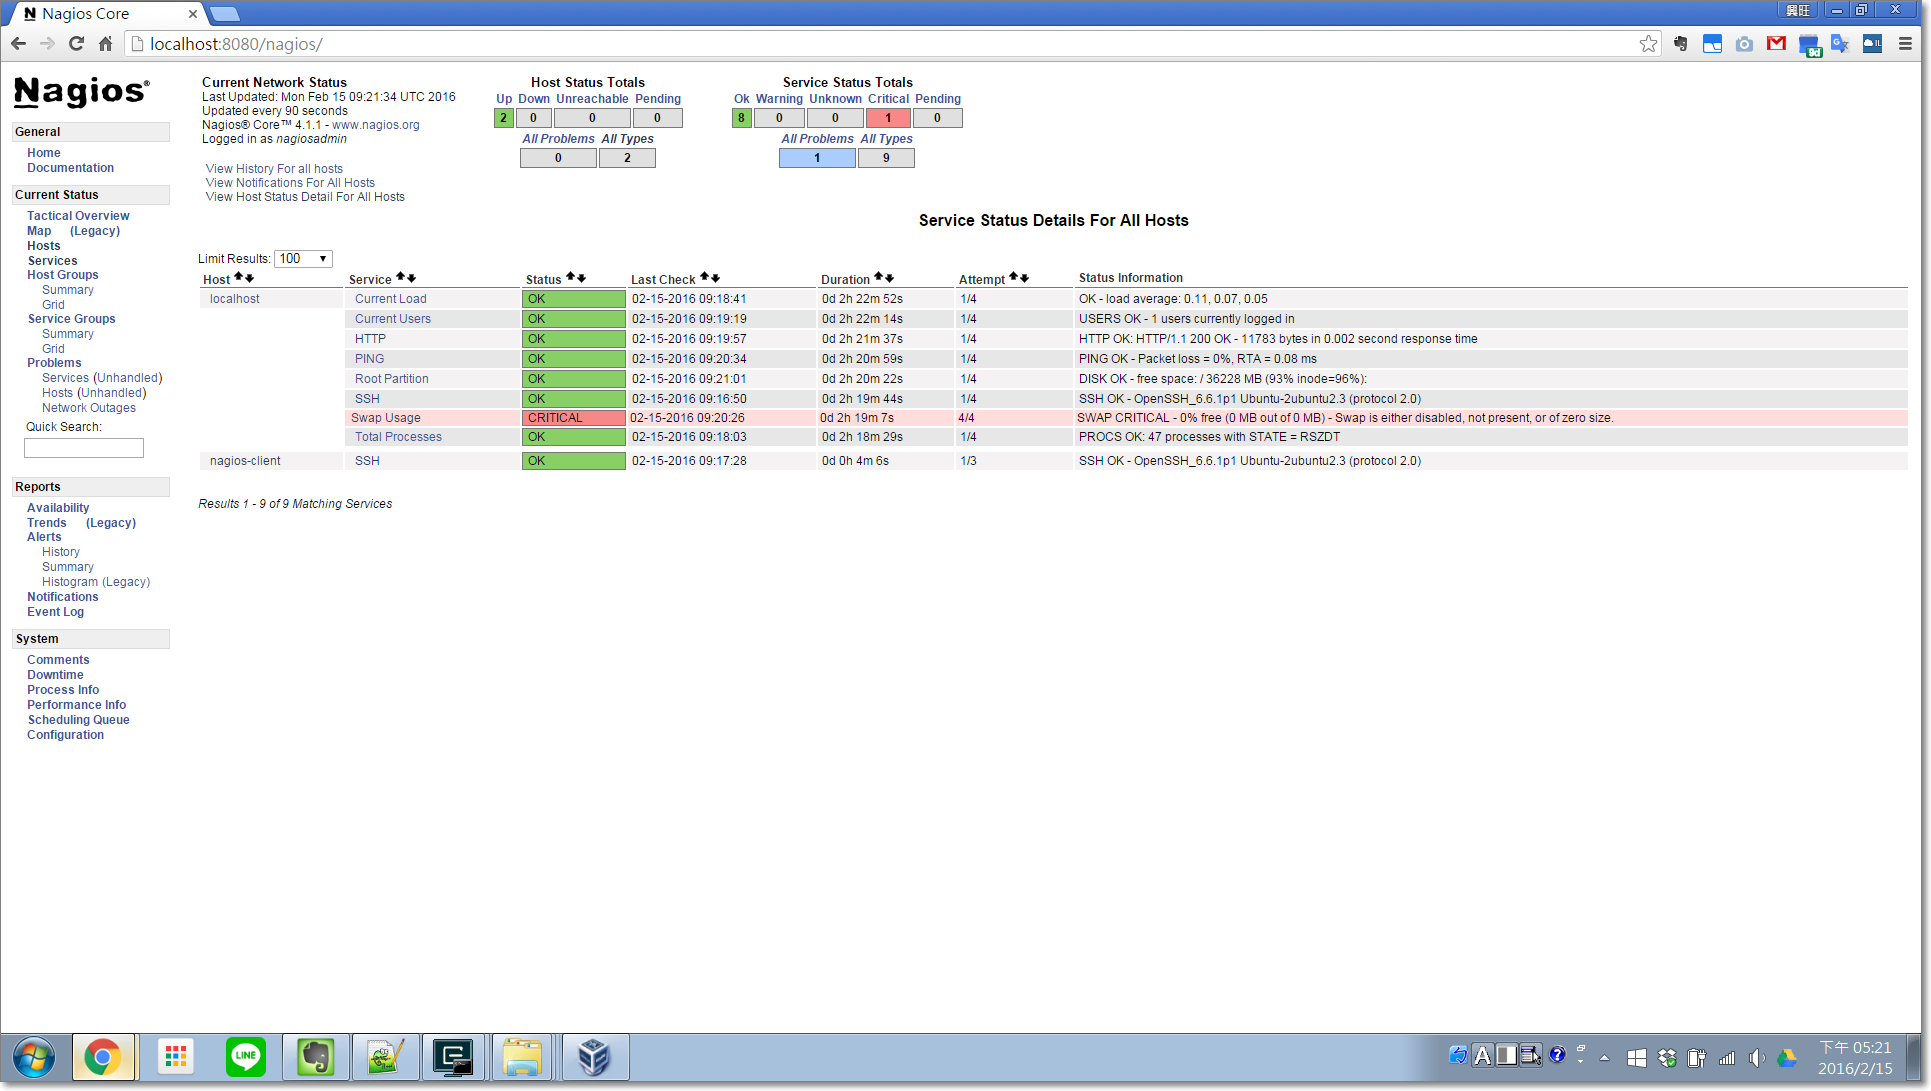 Nagios Core
興旺
localhost:8080/nagios/
9d
Nagios®
General
Home
Documentation
Current Status
Tactical Overview
Map (Legacy)
Hosts
Services
Host Groups
Summary
Grid
Service Groups
Summary
Grid
Problems
Services (Unhandled)
Hosts (Unhandled)
Network Outages
Quick Search:
Reports
Availability
Trends (Legacy)
Alerts
History
Summary
Histogram (Legacy)
Notifications
Event Log
System
Comments
Downtime
Process Info
Performance Info
Scheduling Queue
Configuration
Current Network Status
Last Updated: Mon Feb 15 09:21:34 UTC 2016
Updated every 90 seconds
Nagios® Core™ 4.1.1 - www.nagios.org
Logged in as nagiosadmin
View History For all hosts
View Notifications For All Hosts
View Host Status Detail For All Hosts
Host Status Totals
Up Down Unreachable Pending
2 0 0 0
All Problems All Types
0 2
Service Status Totals
Ok Warning Unknown Critical Pending
8 0 0 1 0
All Problems All Types
1 9
Service Status Details For All Hosts
Limit Results: 100
Host Service Status Last Check Duration Attempt Status Information
localhost Current Load OK 02-15-2016 09:18:41 0d 2h 22m 52s 1/4 OK - load average: 0.11, 0.07, 0.05
Current Users OK 02-15-2016 09:19:19 0d 2h 22m 14s 1/4 USERS OK - 1 users currently logged in
HTTP OK 02-15-2016 09:19:57 0d 2h 21m 37s 1/4 HTTP OK: HTTP/1.1 200 OK - 11783 bytes in 0.002 second response time
PING OK 02-15-2016 09:20:34 0d 2h 20m 59s 1/4 PING OK - Packet loss = 0%, RTA = 0.08 ms
Root Partition OK 02-15-2016 09:21:01 0d 2h 20m 22s 1/4 DISK OK - free space: / 36228 MB (93% inode=96%):
SSH OK 02-15-2016 09:16:50 0d 2h 19m 44s 1/4 SSH OK - OpenSSH_6.6.1p1 Ubuntu-2ubuntu2.3 (protocol 2.0)
Swap Usage CRITICAL 02-15-2016 09:20:26 0d 2h 19m 7s 4/4 SWAP CRITICAL - 0% free (0 MB out of 0 MB) - Swap is either disabled, not present, or of zero size.
Total Processes OK 02-15-2016 09:18:03 0d 2h 18m 29s 1/4 PROCS OK: 47 processes with STATE = RSZDT
nagios-client SSH OK 02-15-2016 09:17:28 0d 0h 4m 6s 1/3 SSH OK - OpenSSH_6.6.1p1 Ubuntu-2ubuntu2.3 (protocol 2.0)
Results 1 - 9 of 9 Matching Services
LINE
A
下午 05:21
2016/2/15